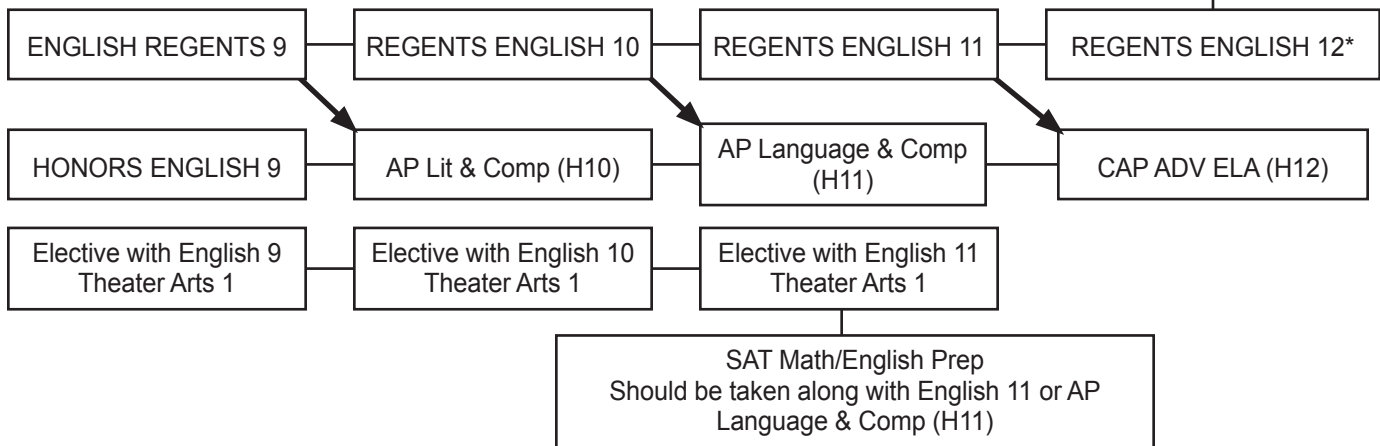 ENGLISH REGENTS 9
REGENTS ENGLISH 10
REGENTS ENGLISH 11
REGENTS ENGLISH 12*
HONORS ENGLISH 9
AP Lit & Comp (H10)
AP Language & Comp
(H11)
CAP ADV ELA (H12)
Elective with English 9
Theater Arts 1
Elective with English 10
Theater Arts 1
Elective with English 11
Theater Arts 1
SAT Math/English Prep
Should be taken along with English 11 or AP
Language & Comp (H11)